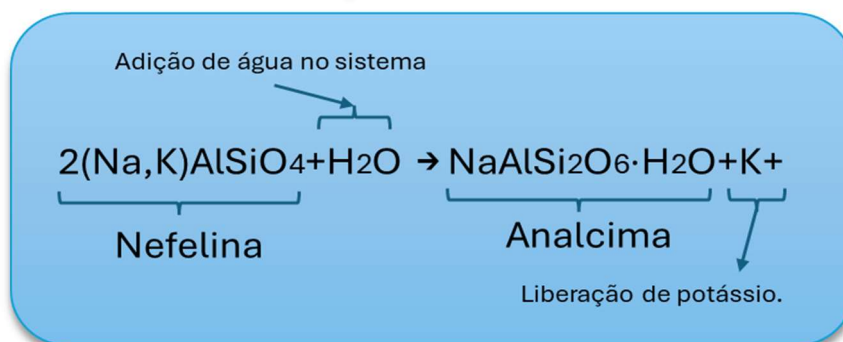 Adição de água no sistema
2(Na,K)AlSiO4+H2O → NaAlSi2O6·H2O+K+
Nefelina
Analcima
Liberação de potássio.